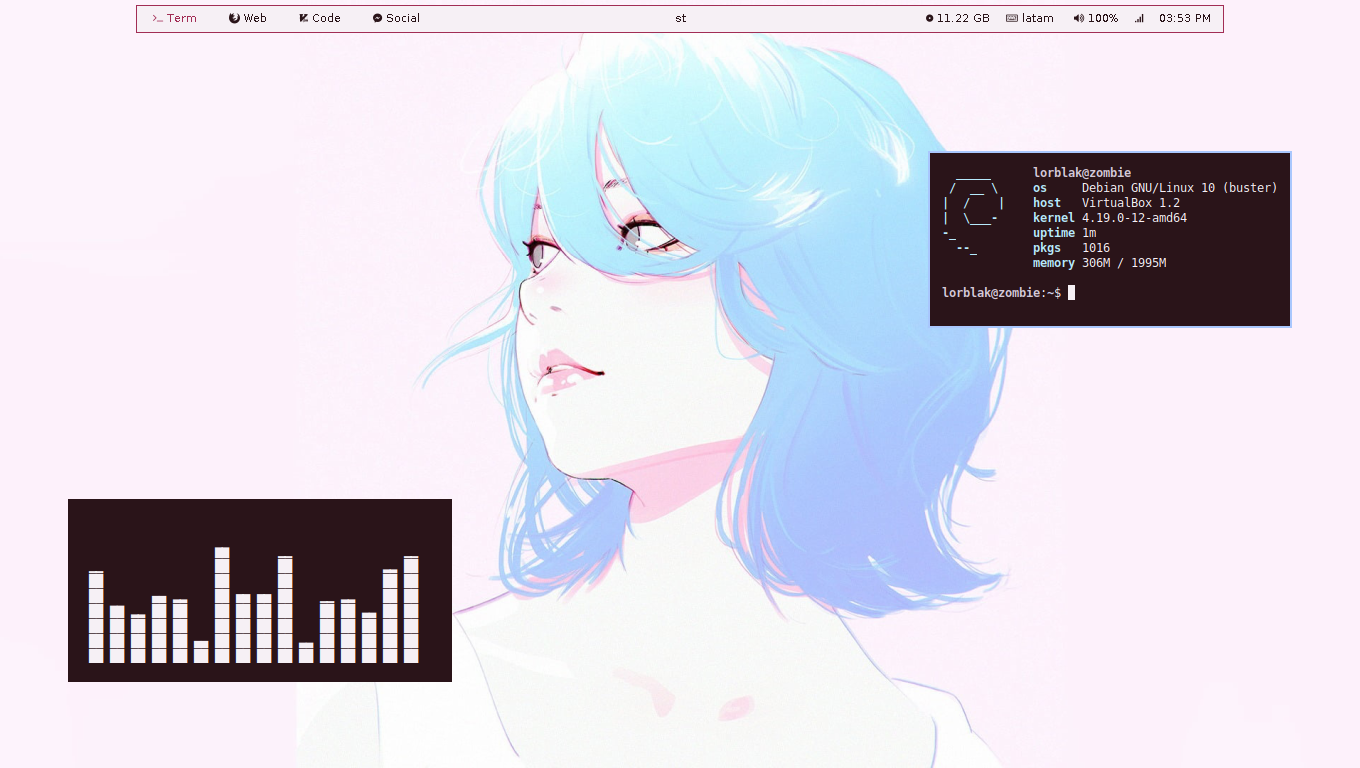 >_ Term Web Code Social st 11.22 GB latam 100% 03:53 PM
lorblak@zombie
os Debian GNU/Linux 10 (buster)
host VirtualBox 1.2
kernel 4.19.0-12-amd64
uptime 1m
pkgs 1016
memory 306M / 1995M
lorblak@zombie:~$